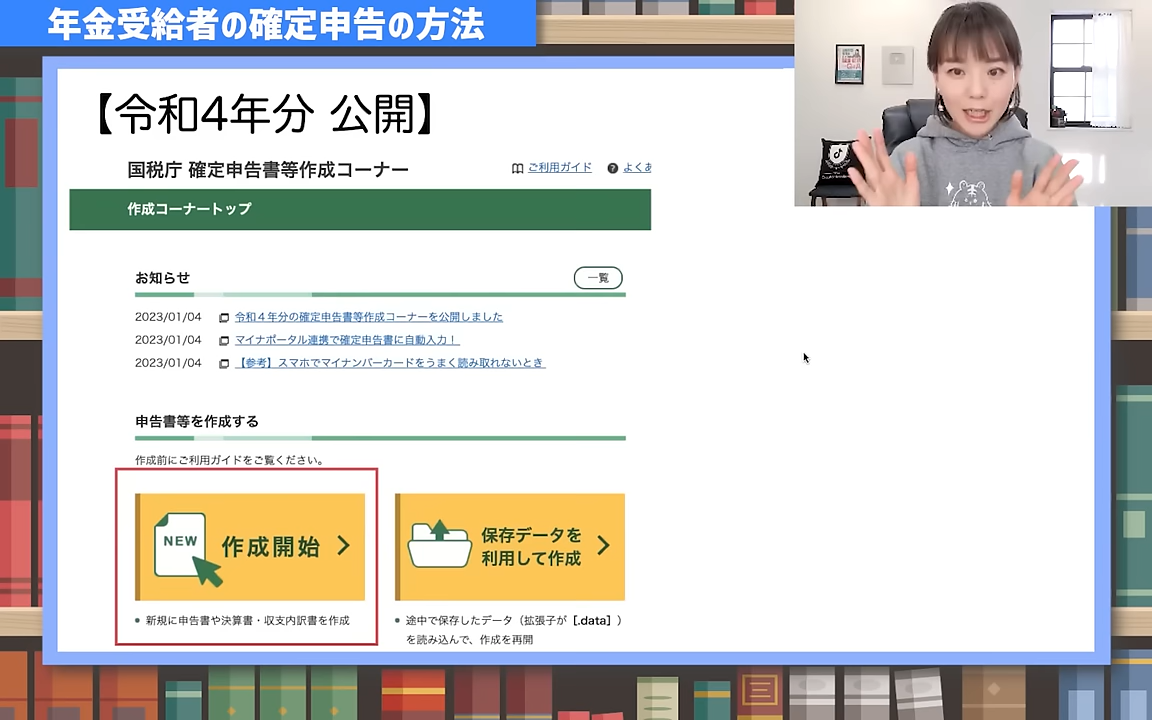 年金受給者の確定申告の方法
【令和4年分 公開】
国税庁 確定申告書等作成コーナー
ご利用ガイド
? よくあ
作成コーナートップ
お知らせ
一覧
2023/01/04 令和４年分の確定申告書等作成コーナーを公開しました
2023/01/04 マイナポータル連携で確定申告書に自動入力！
2023/01/04 【参考】スマホでマイナンバーカードをうまく読み取れないとき
申告書等を作成する
作成前にご利用ガイドをご覧ください。
NEW
作成開始
• 新規に申告書や決算書・収支内訳書を作成
保存データを
利用して作成
• 途中で保存したデータ（拡張子が【.data】）
を読み込んで、作成を再開